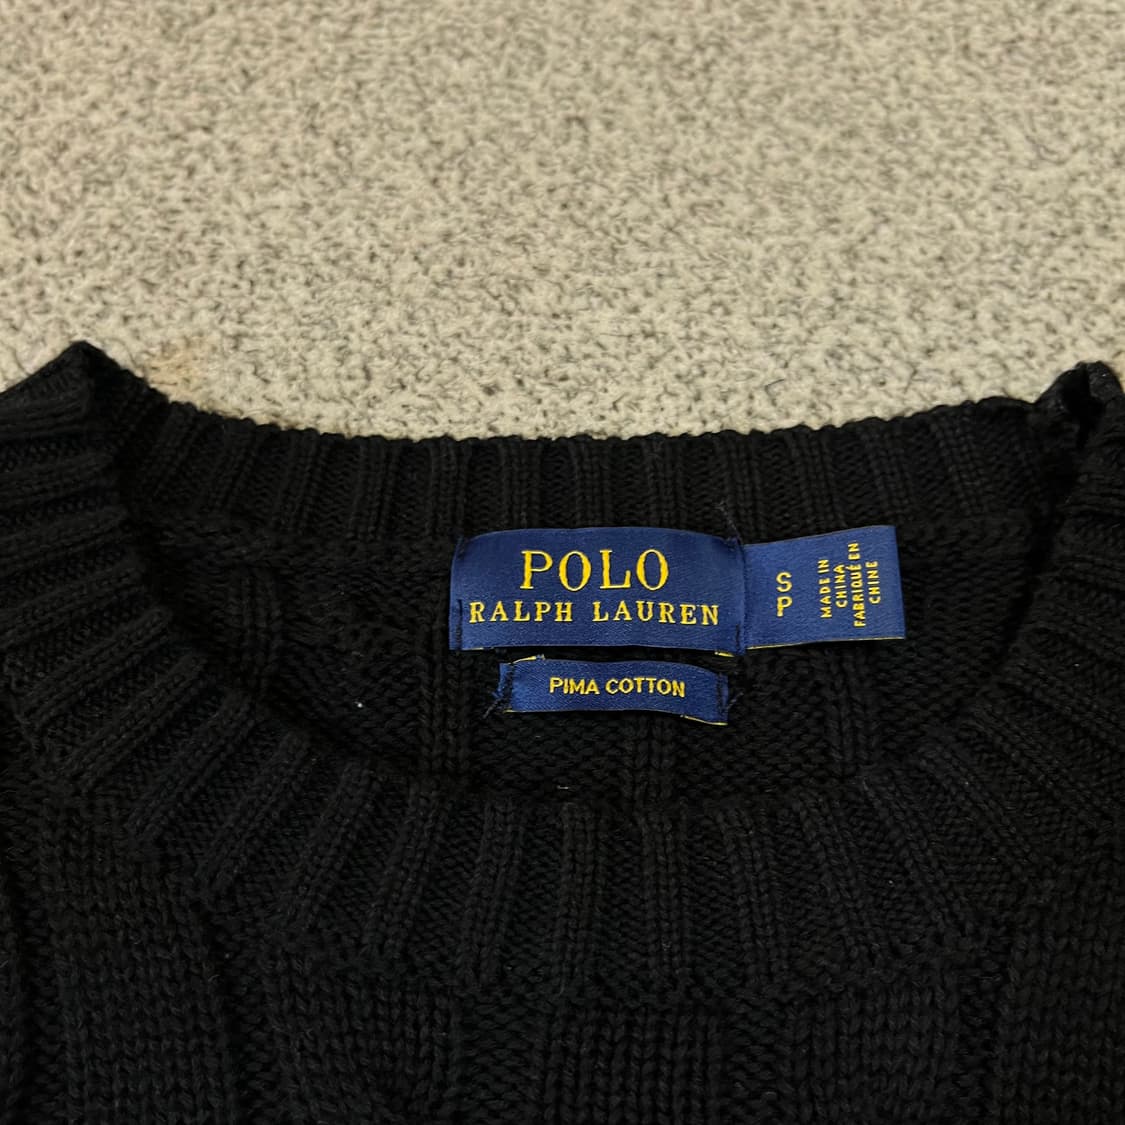 POLO
RALPH LAUREN
PIMA COTTON
S
P
MADE IN
CHINA
FABRIQUÉ EN
CHINE